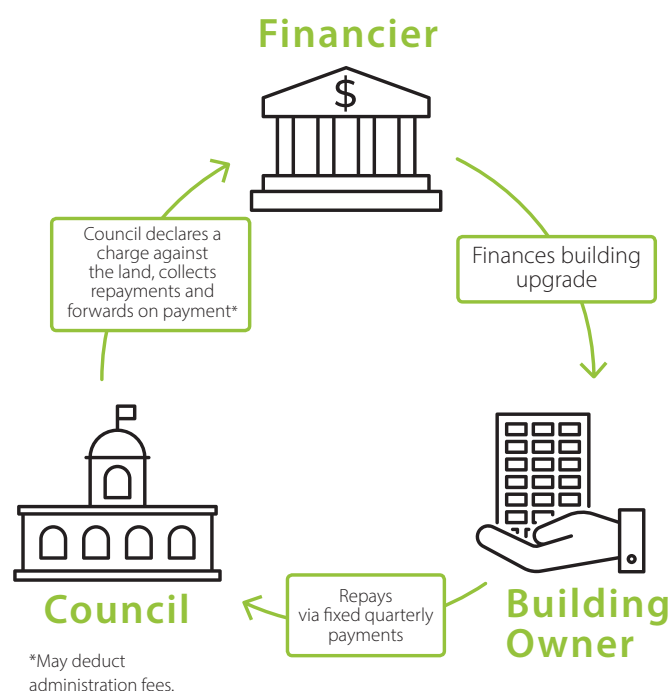 Financier
$
Council declares a
charge against
the land, collects
repayments and
forwards on payment*
Finances building
upgrade
Council
Repays
via fixed quarterly
payments
Building
Owner
*May deduct
administration fees.